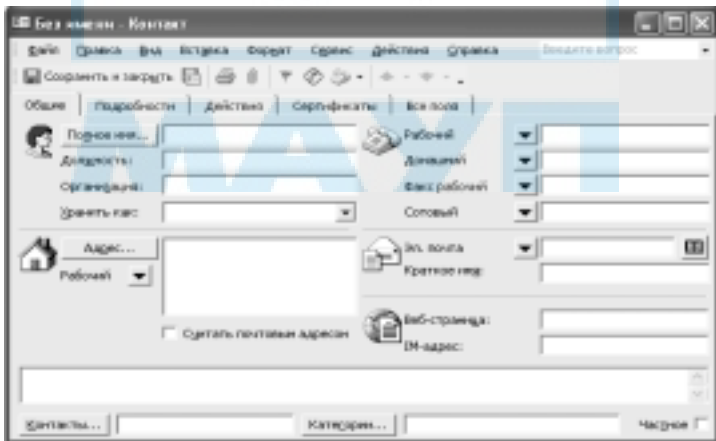 Без имени - Контакт
Файл Правка Вид Вставка Формат Сервис Действия Справка Введите вопрос
Сохранить и закрыть
Общие Подробности Действия Сертификаты Все поля
Полное имя... Рабочий
Должность: Домашний
Организация: Факс рабочий
Хранить как: Сотовый
Адрес... Эл. почта
Рабочий Краткое имя:
Считать почтовым адресом Веб-страница:
IM-адрес:
Контакты... Категории... Частное
МАУП